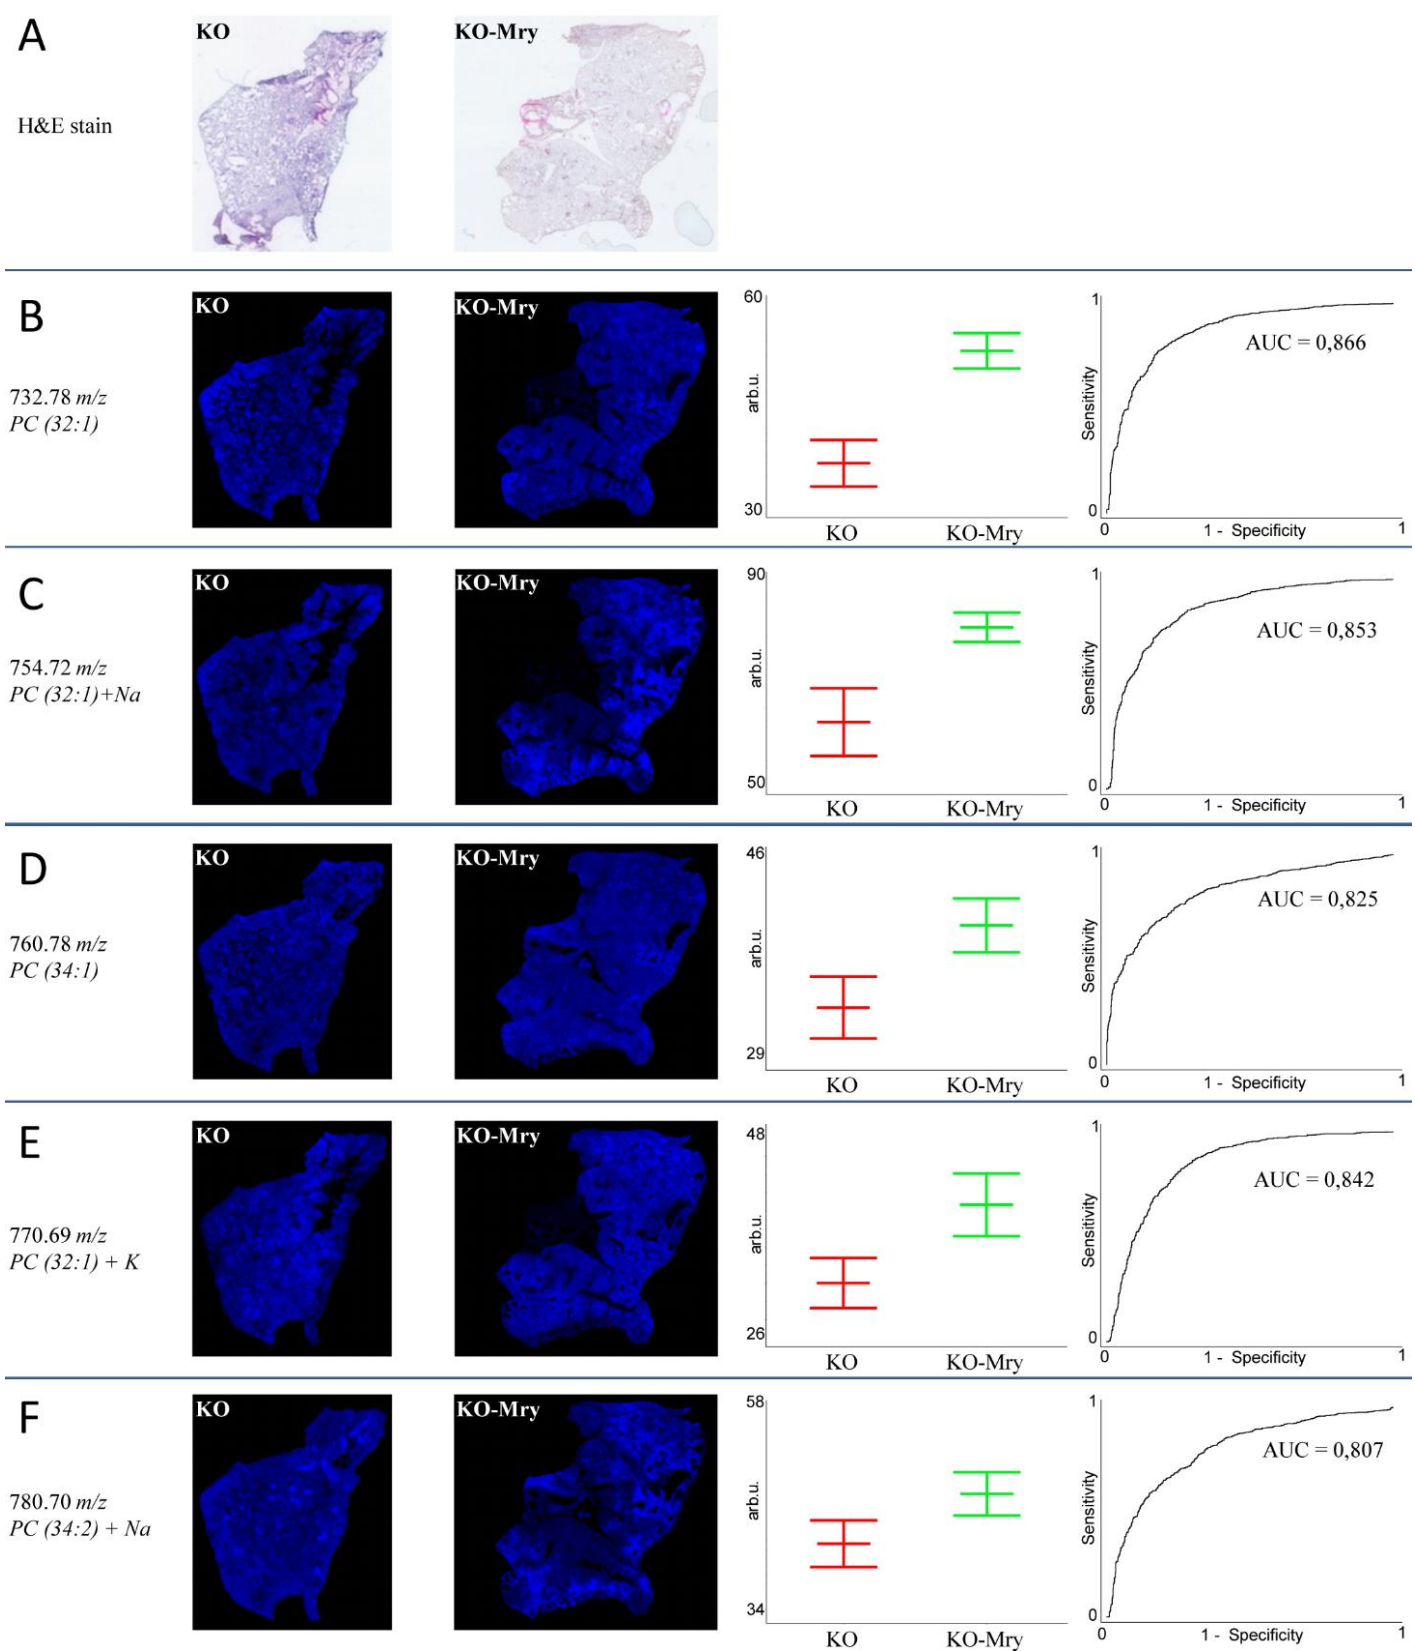 A
KO
KO-Mry
H&E stain
B
KO
KO-Mry
732.78 m/z
PC (32:1)
60
arb.u.
30
KO
KO-Mry
1
Sensitivity
0
AUC = 0,866
0
1 - Specificity
1
C
KO
KO-Mry
754.72 m/z
PC (32:1)+Na
90
arb.u.
50
KO
KO-Mry
1
Sensitivity
0
AUC = 0,853
0
1 - Specificity
1
D
KO
KO-Mry
760.78 m/z
PC (34:1)
46
arb.u.
29
KO
KO-Mry
1
Sensitivity
0
AUC = 0,825
0
1 - Specificity
1
E
KO
KO-Mry
770.69 m/z
PC (32:1) + K
48
arb.u.
26
KO
KO-Mry
1
Sensitivity
0
AUC = 0,842
0
1 - Specificity
1
F
KO
KO-Mry
780.70 m/z
PC (34:2) + Na
58
arb.u.
34
KO
KO-Mry
1
Sensitivity
0
AUC = 0,807
0
1 - Specificity
1